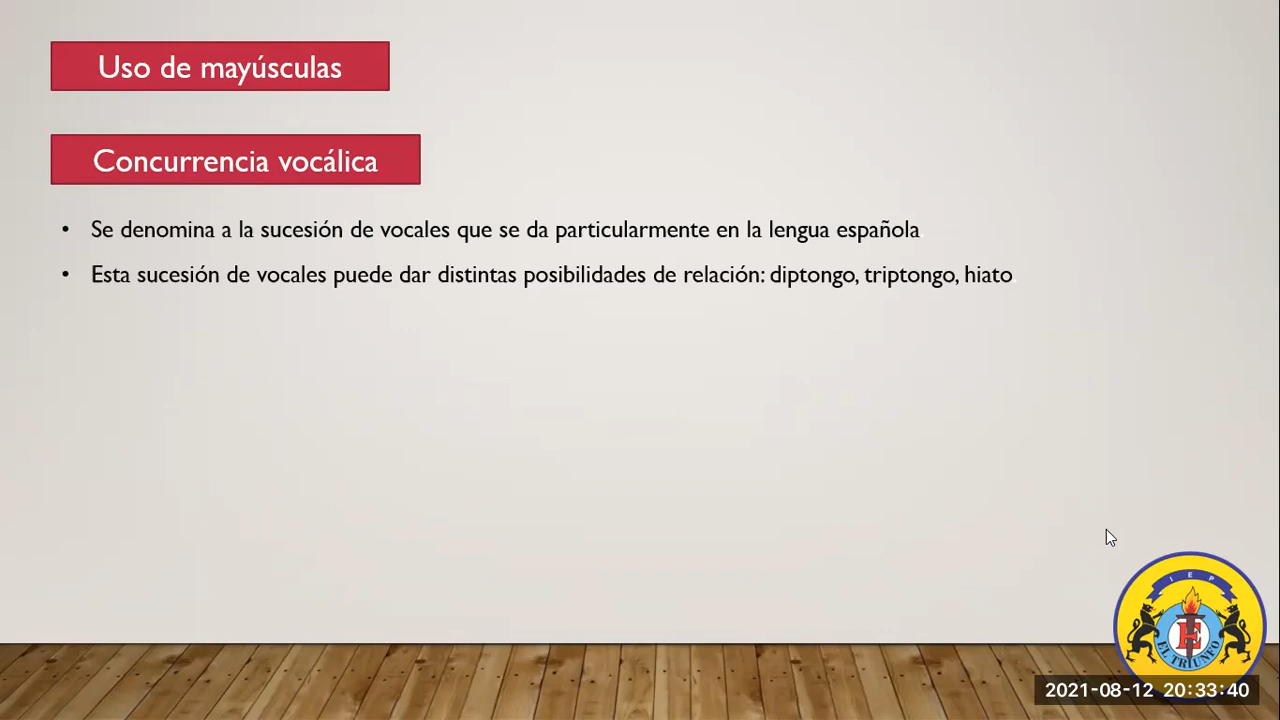 Uso de mayúsculas
Concurrencia vocálica
• Se denomina a la sucesión de vocales que se da particularmente en la lengua española
• Esta sucesión de vocales puede dar distintas posibilidades de relación: diptongo, triptongo, hiato
I E P
E
EL TRIUNFO
2021-08-12 20:33:40